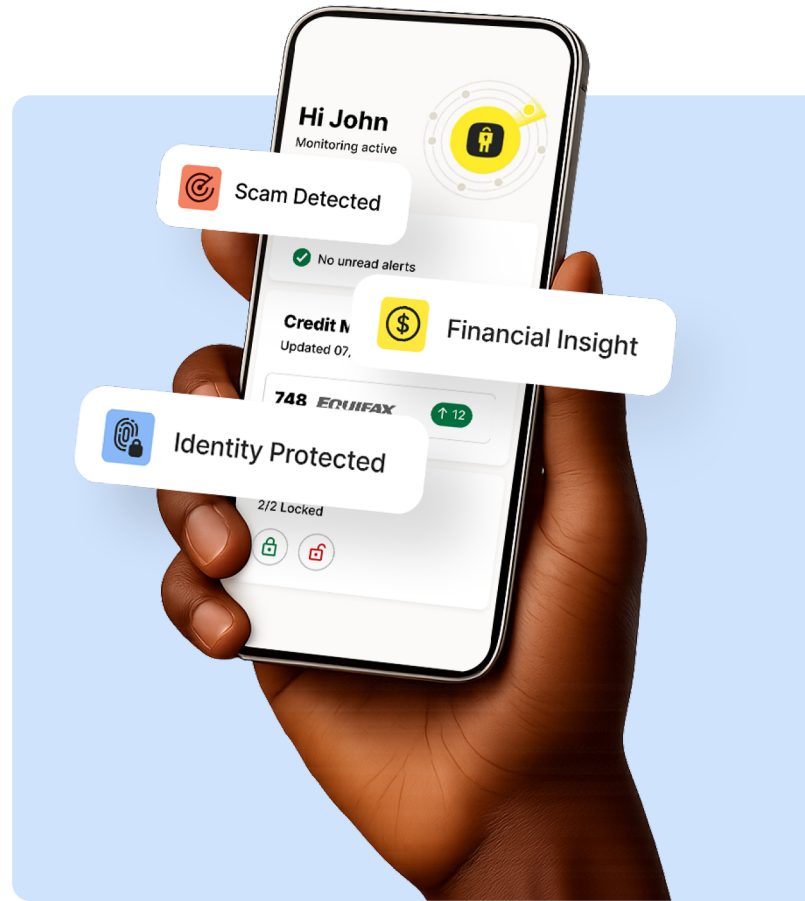 Hi John
Monitoring active
Scam Detected
No unread alerts
Credit
Financial Insight
Updated 07,
748 EQUIFAX
↑ 12
Identity Protected
2/2 Locked